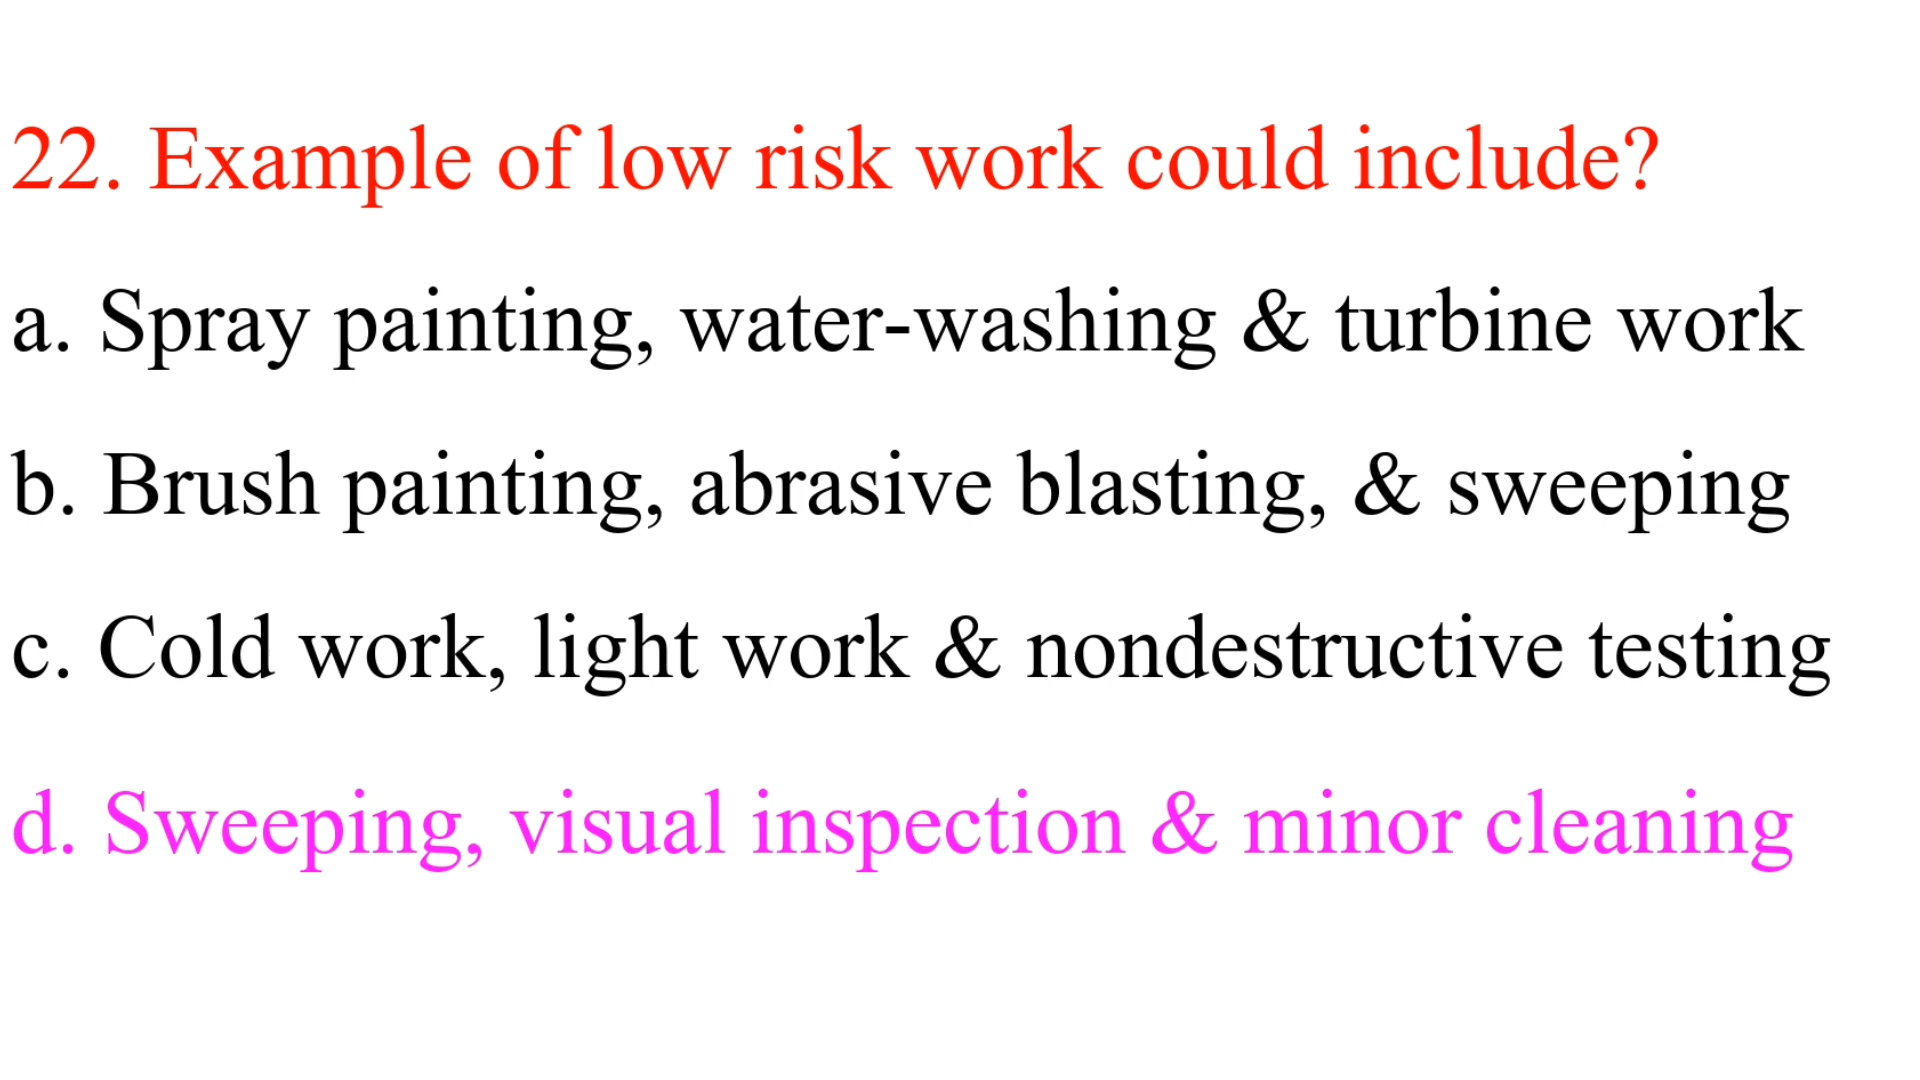 22. Example of low risk work could include?
a. Spray painting, water-washing & turbine work
b. Brush painting, abrasive blasting, & sweeping
c. Cold work, light work & nondestructive testing
d. Sweeping, visual inspection & minor cleaning